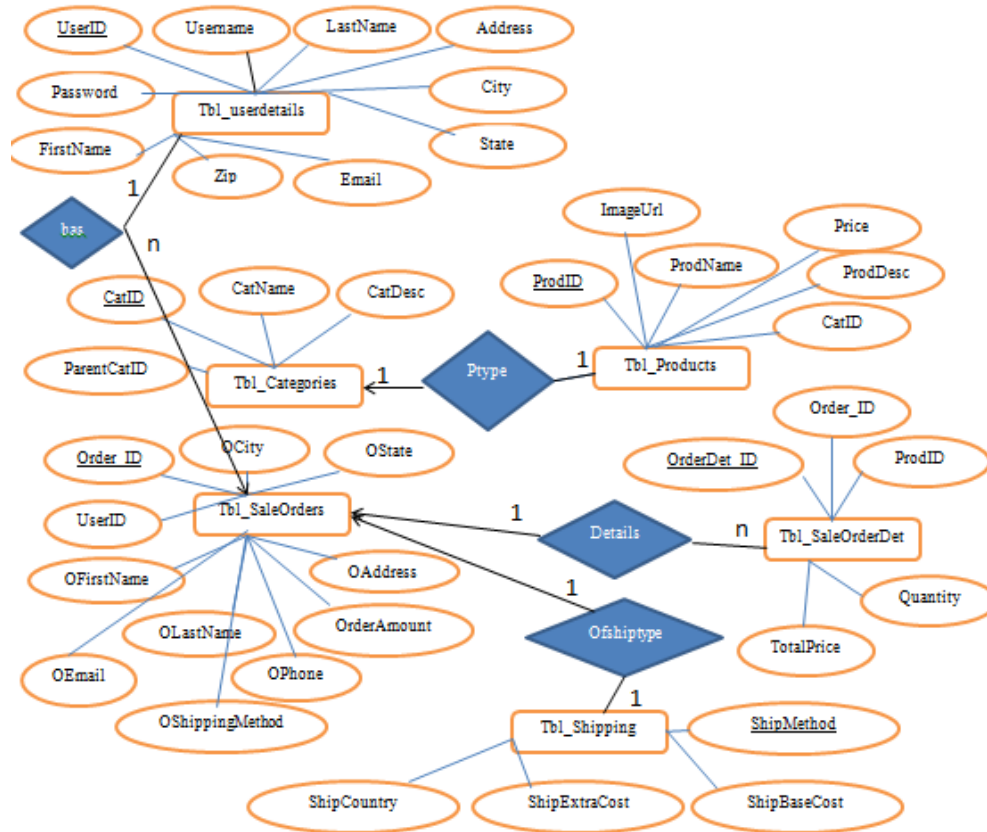 UserID
Username
LastName
Address
Password
Tbl_userdetails
City
FirstName
Zip
Email
State
1
has
n
ImageUrl
Price
ProdID
ProdName
ProdDesc
CatID
CatID
CatName
CatDesc
ParentCatID
Tbl_Categories
1
Ptype
1
Tbl_Products
Order_ID
OCity
OState
UserID
Tbl_SaleOrders
Order_ID
OrderDet_ID
ProdID
1
Details
n
Tbl_SaleOrderDet
OFirstName
OAddress
OLastName
OrderAmount
OEmail
OPhone
OShippingMethod
1
Ofshiptype
Quantity
TotalPrice
1
Tbl_Shipping
ShipMethod
ShipCountry
ShipExtraCost
ShipBaseCost